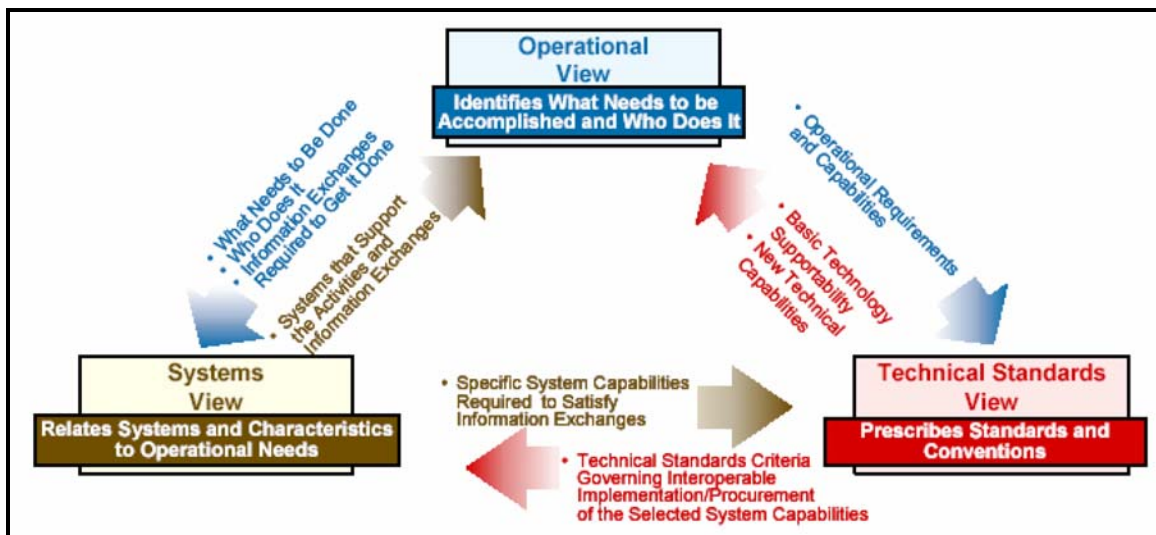 Operational
View
Identifies What Needs to be
Accomplished and Who Does It
• What Needs to Be Done
• Who Does It
• Information Exchanges
Required to Get It Done
• Systems that Support
the Activities and
Information Exchanges
• Operational Requirements
and Capabilities
• Basic Technology
Supportability
• New Technical
Capabilities
Systems
View
Relates Systems and Characteristics
to Operational Needs
• Specific System Capabilities
Required to Satisfy
Information Exchanges
• Technical Standards Criteria
Governing Interoperable
Implementation/Procurement
of the Selected System Capabilities
Technical Standards
View
Prescribes Standards and
Conventions